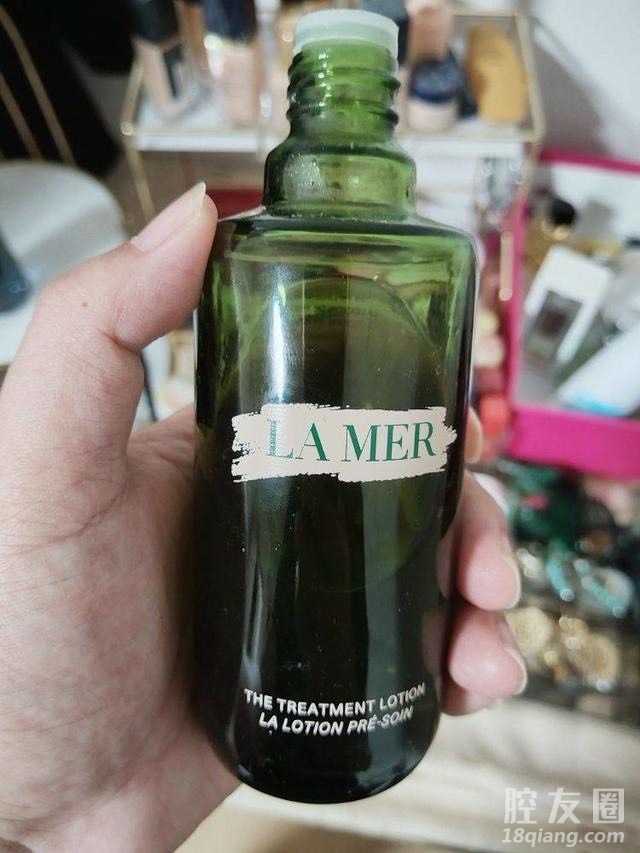 LA MER
THE TREATMENT LOTION
LA LOTION PRÉ-SOIN
腔友圈
18qiang.com